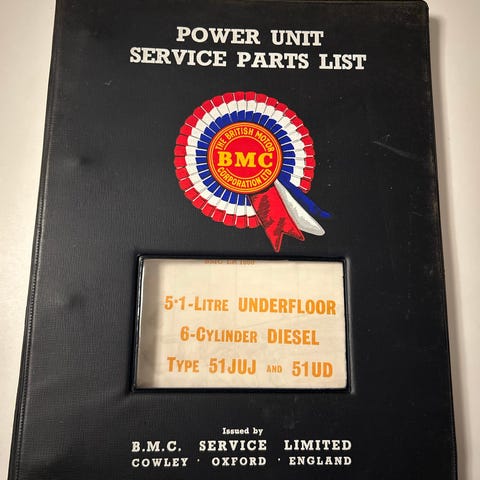 POWER UNIT
SERVICE PARTS LIST
THE BRITISH MOTOR
BMC
CORPORATION LTD
5·1-LITRE UNDERFLOOR
6-CYLINDER DIESEL
TYPE 51JUJ AND 51UD
Issued by
B.M.C. SERVICE LIMITED
COWLEY · OXFORD · ENGLAND